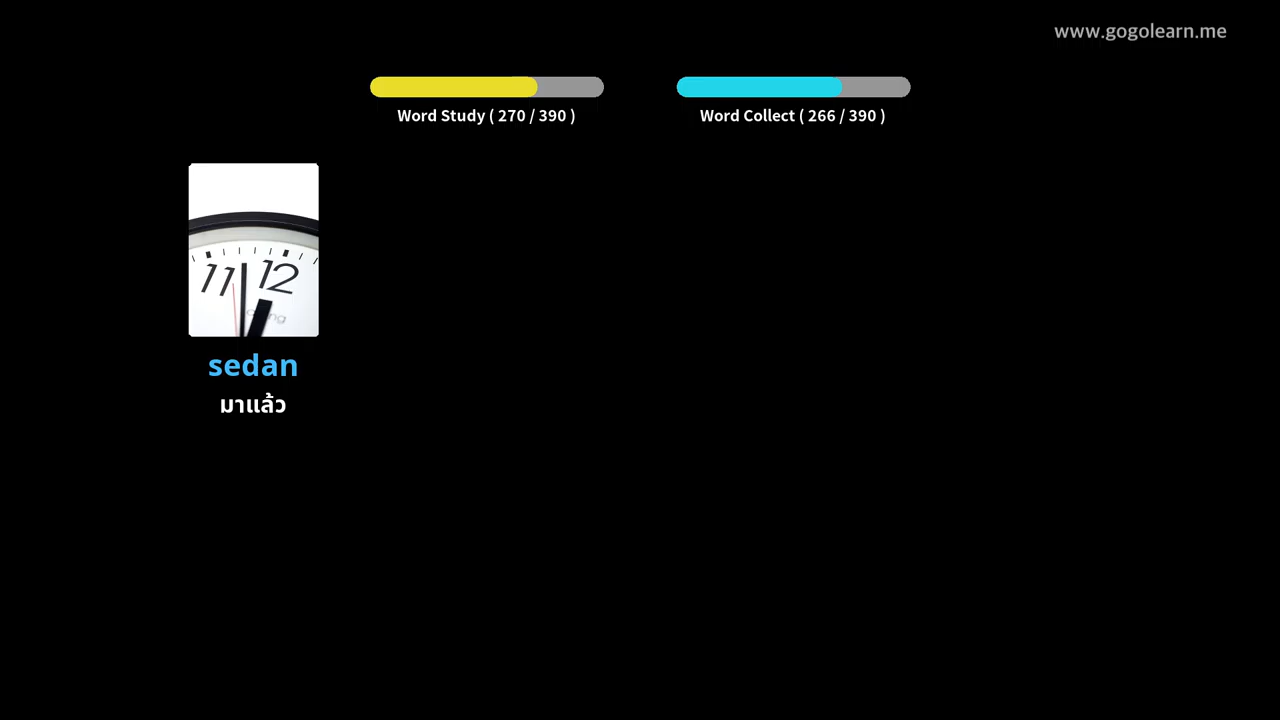 www.gogolearn.me
Word Study ( 270 / 390 )
Word Collect ( 266 / 390 )
11 12
sedan
มาแล้ว